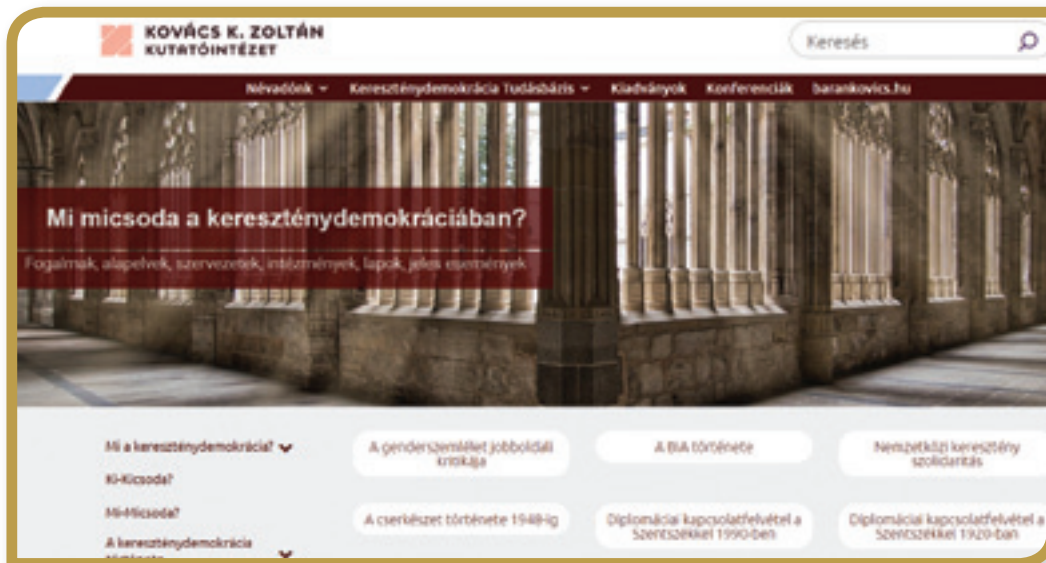 KOVÁCS K. ZOLTÁN
KUTATÓINTÉZET
Keresés
Névadónk
Kereszténydemokrácia Tudásbázis
Kiadványok
Konferenciák
barankovics.hu
Mi micsoda a kereszténydemokráciában?
Fogalmak, alapelvek, szervezetek, intézmények, lapok, jeles események
Mi a kereszténydemokrácia?
Ki-Kicsoda?
Mi-Micsoda?
A kereszténydemokrácia
története
A genderszemlélet jobboldali
kritikája
A BIA története
Nemzetközi keresztény
szolidaritás
A cserkészet története 1948-ig
Diplomáciai kapcsolatfelvétel a
Szentszékkel 1990-ben
Diplomáciai kapcsolatfelvétel a
Szentszékkel 1920-ban